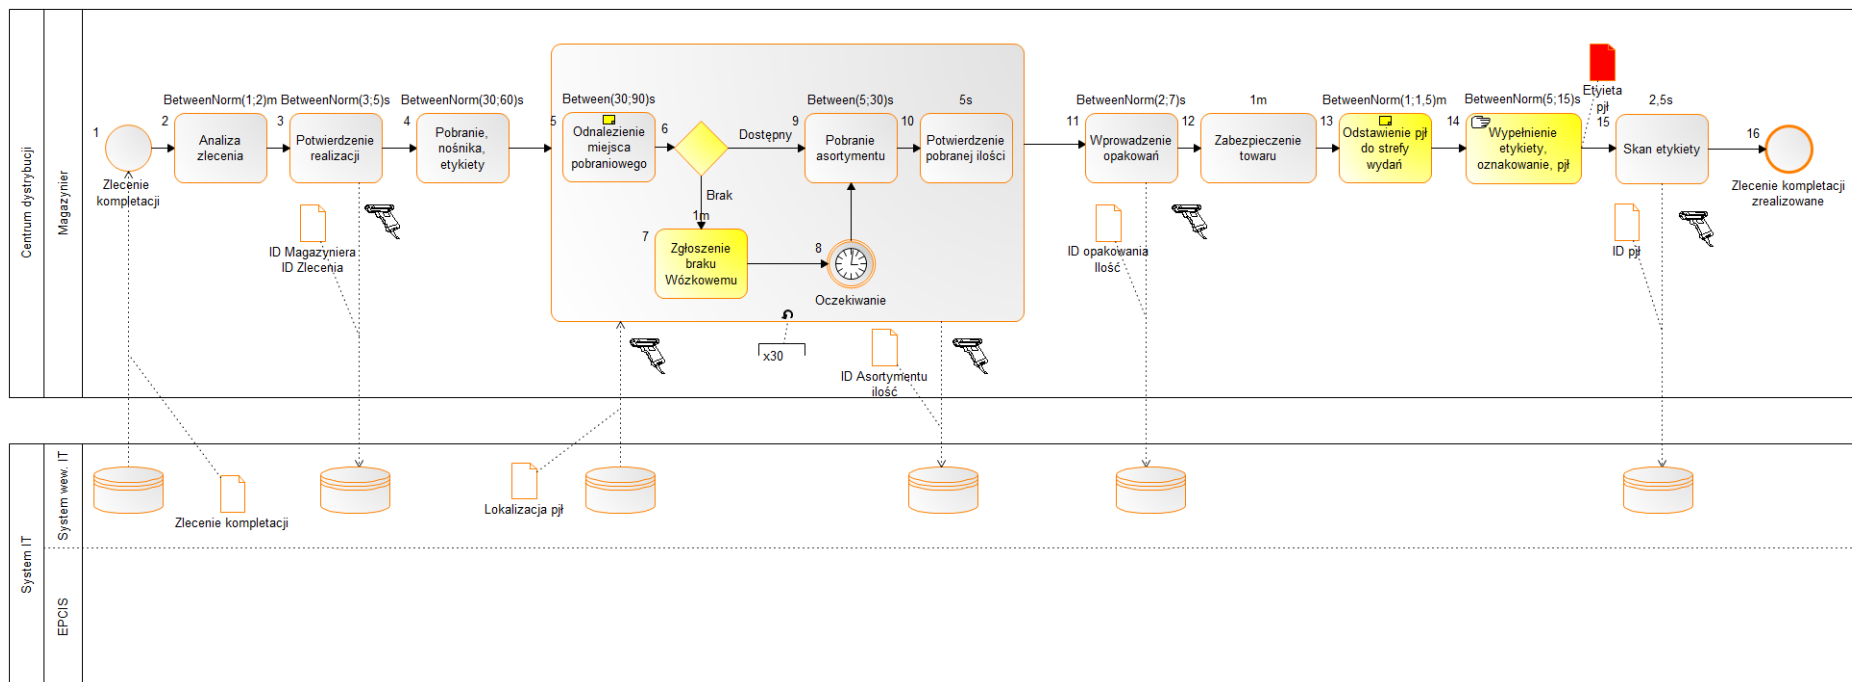 Centrum dystrybucji
Magazynier
1
Zlecenie
kompletacji
BetweenNorm(1;2)m
2
Analiza
zlecenia
BetweenNorm(3;5)s
3
Potwierdzenie
realizacji
ID Magazyniera
ID Zlecenia
BetweenNorm(30;60)s
4
Pobranie,
nośnika,
etykiety
Between(30;90)s
5
Odnalezienie
miejsca
pobraniowego
6
Dostępny
Brak
1m
7
Zgłoszenie
braku
Wózkowemu
8
Oczekiwanie
Between(5;30)s
9
Pobranie
asortymentu
5s
10
Potwierdzenie
pobranej ilości
x30
ID Asortymentu
ilość
BetweenNorm(2;7)s
11
Wprowadzenie
opakowań
ID opakowania
Ilość
1m
12
Zabezpieczenie
towaru
BetweenNorm(1;1,5)m
13
Odstawienie pjł
do strefy
wydań
BetweenNorm(5;15)s
14
Wypełnienie
etykiety,
oznakowanie, pjł
Etyieta
pjł
2,5s
15
Skan etykiety
ID pjł
16
Zlecenie kompletacji
zrealizowane
System IT
System wew. IT
Zlecenie kompletacji
Lokalizacja pjł
EPCIS